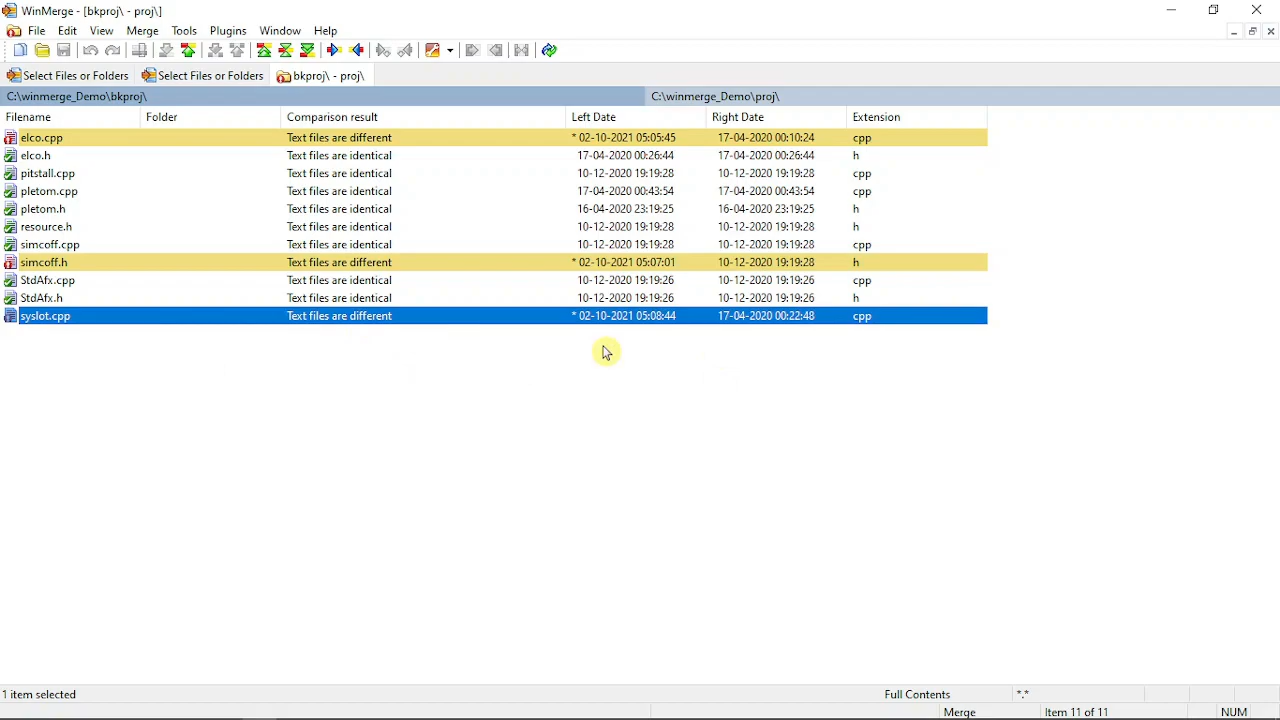 WinMerge - [bkproj\ - proj\]
File Edit View Merge Tools Plugins Window Help
Select Files or Folders Select Files or Folders bkproj\ - proj\
C:\winmerge_Demo\bkproj\ C:\winmerge_Demo\proj\
Filename Folder Comparison result Left Date Right Date Extension
elco.cpp Text files are different * 02-10-2021 05:05:45 17-04-2020 00:10:24 cpp
elco.h Text files are identical 17-04-2020 00:26:44 17-04-2020 00:26:44 h
pitstall.cpp Text files are identical 10-12-2020 19:19:28 10-12-2020 19:19:28 cpp
pletom.cpp Text files are identical 17-04-2020 00:43:54 17-04-2020 00:43:54 cpp
pletom.h Text files are identical 16-04-2020 23:19:25 16-04-2020 23:19:25 h
resource.h Text files are identical 10-12-2020 19:19:28 10-12-2020 19:19:28 h
simcoff.cpp Text files are identical 10-12-2020 19:19:28 10-12-2020 19:19:28 cpp
simcoff.h Text files are different * 02-10-2021 05:07:01 10-12-2020 19:19:28 h
StdAfx.cpp Text files are identical 10-12-2020 19:19:26 10-12-2020 19:19:26 cpp
StdAfx.h Text files are identical 10-12-2020 19:19:26 10-12-2020 19:19:26 h
syslot.cpp Text files are different * 02-10-2021 05:08:44 17-04-2020 00:22:48 cpp
1 item selected Full Contents *.*
Merge Item 11 of 11 NUM